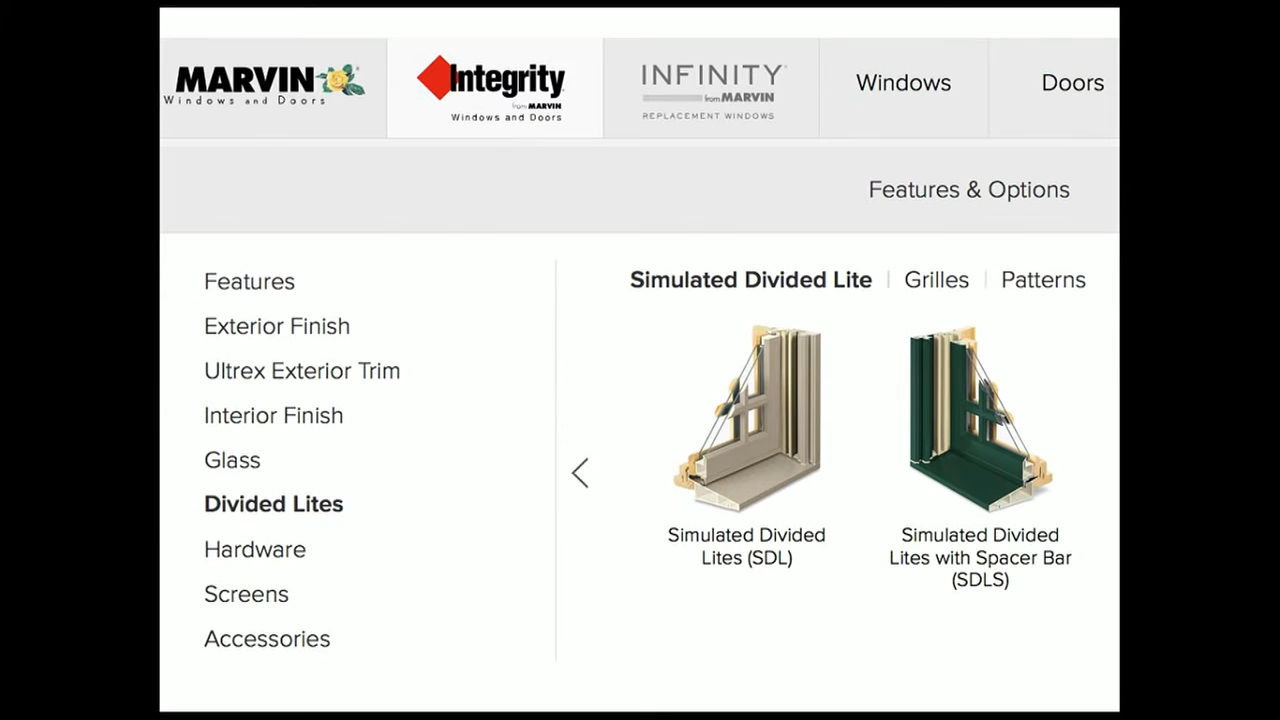 MARVIN
Windows and Doors
Integrity
from MARVIN
Windows and Doors
INFINITY
from MARVIN
REPLACEMENT WINDOWS
Windows
Doors
Features & Options
Features
Exterior Finish
Ultrex Exterior Trim
Interior Finish
Glass
Divided Lites
Hardware
Screens
Accessories
Simulated Divided Lite | Grilles | Patterns
Simulated Divided
Lites (SDL)
Simulated Divided
Lites with Spacer Bar
(SDLS)